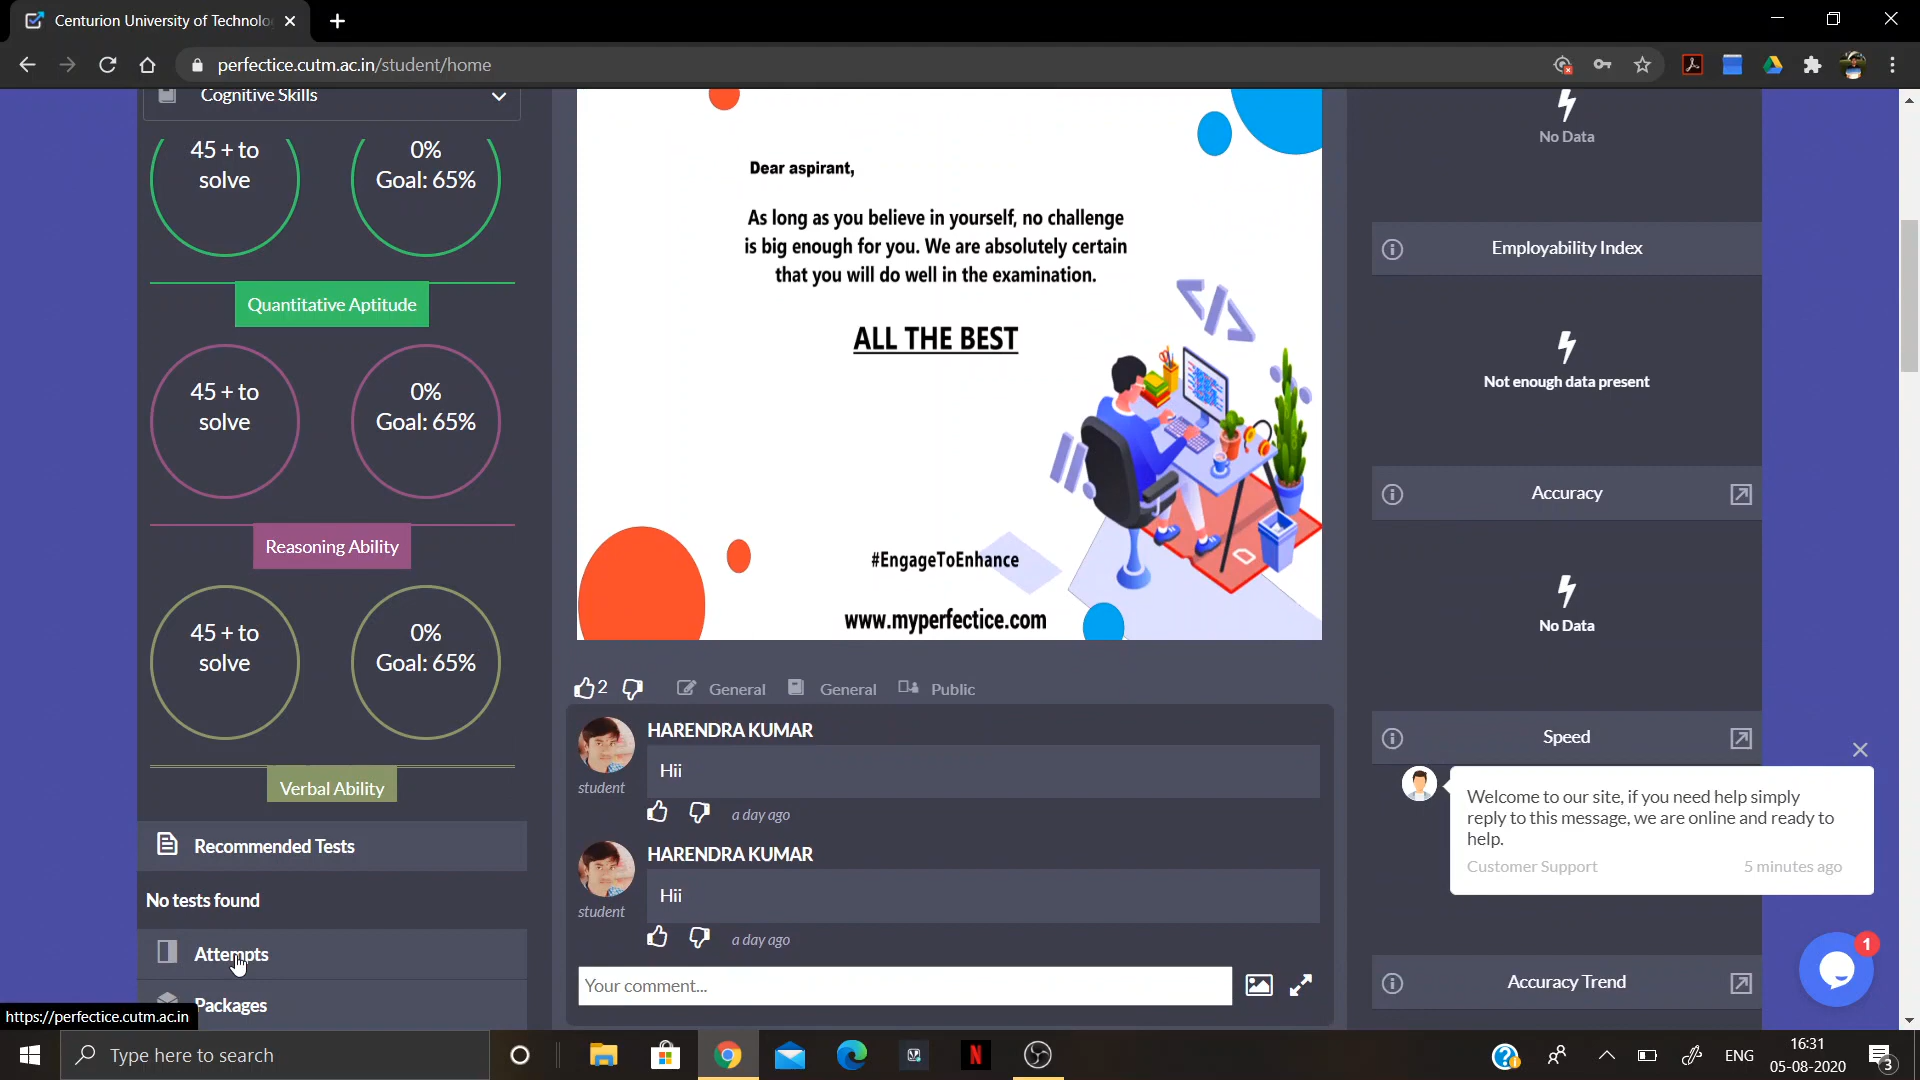 Centurion University of Technolo
perfectice.cutm.ac.in/student/home
Cognitive Skills
45 + to
solve
0%
Goal: 65%
Quantitative Aptitude
45 + to
solve
0%
Goal: 65%
Reasoning Ability
45 + to
solve
0%
Goal: 65%
Verbal Ability
Recommended Tests
No tests found
Attempts
Packages
https://perfectice.cutm.ac.in
Dear aspirant,
As long as you believe in yourself, no challenge
is big enough for you. We are absolutely certain
that you will do well in the examination.
ALL THE BEST
#EngageToEnhance
www.myperfectice.com
2 General General Public
HARENDRA KUMAR
Hii
student
a day ago
HARENDRA KUMAR
Hii
student
a day ago
Your comment...
No Data
Employability Index
Not enough data present
Accuracy
No Data
Speed
Welcome to our site, if you need help simply
reply to this message, we are online and ready to
help.
Customer Support 5 minutes ago
1
Accuracy Trend
Type here to search
N
ENG
16:31
05-08-2020
3